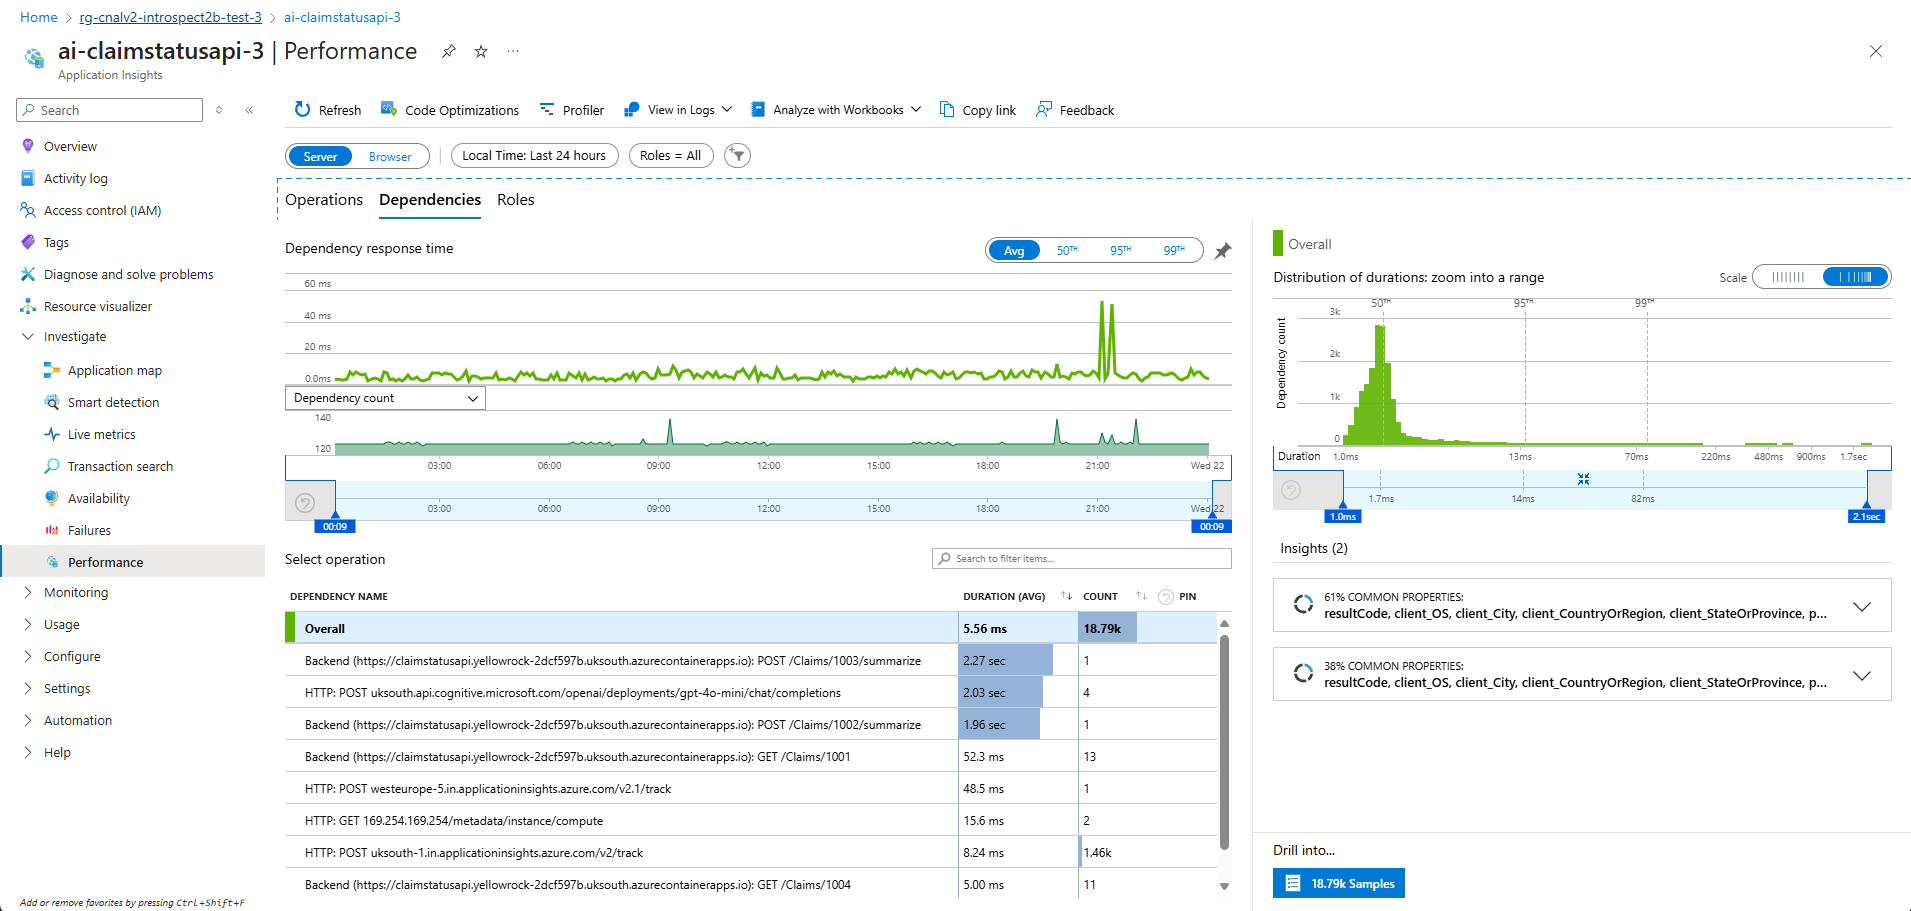 Home > rg-cnalv2-introspect2b-test-3 > ai-claimstatusapi-3
ai-claimstatusapi-3 | Performance
Application Insights
Search
Refresh
Code Optimizations
Profiler
View in Logs
Analyze with Workbooks
Copy link
Feedback
Overview
Activity log
Access control (IAM)
Tags
Diagnose and solve problems
Resource visualizer
Investigate
Application map
Smart detection
Live metrics
Transaction search
Availability
Failures
Performance
Monitoring
Usage
Configure
Settings
Automation
Help
Add or remove favorites by pressing Ctrl+Shift+F
Server
Browser
Local Time: Last 24 hours
Roles = All
Operations
Dependencies
Roles
Dependency response time
Avg
50TH
95TH
99TH
60 ms
40 ms
20 ms
0.0ms
Dependency count
140
120
03:00 06:00 09:00 12:00 15:00 18:00 21:00 Wed 22
03:00 06:00 09:00 12:00 15:00 18:00 21:00 Wed 22
00:09 00:09
Select operation
Search to filter items...
DEPENDENCY NAME DURATION (AVG) COUNT PIN
Overall 5.56 ms 18.79k
Backend (https://claimstatusapi.yellowrock-2dcf597b.uksouth.azurecontainerapps.io): POST /Claims/1003/summarize 2.27 sec 1
HTTP: POST uksouth.api.cognitive.microsoft.com/openai/deployments/gpt-4o-mini/chat/completions 2.03 sec 4
Backend (https://claimstatusapi.yellowrock-2dcf597b.uksouth.azurecontainerapps.io): POST /Claims/1002/summarize 1.96 sec 1
Backend (https://claimstatusapi.yellowrock-2dcf597b.uksouth.azurecontainerapps.io): GET /Claims/1001 52.3 ms 13
HTTP: POST westeurope-5.in.applicationinsights.azure.com/v2.1/track 48.5 ms 1
HTTP: GET 169.254.169.254/metadata/instance/compute 15.6 ms 2
HTTP: POST uksouth-1.in.applicationinsights.azure.com/v2/track 8.24 ms 1.46k
Backend (https://claimstatusapi.yellowrock-2dcf597b.uksouth.azurecontainerapps.io): GET /Claims/1004 5.00 ms 11
Overall
Distribution of durations: zoom into a range
Scale
50TH 95TH 99TH
Dependency count
3k
2k
1k
0
Duration 1.0ms 13ms 70ms 220ms 480ms 900ms 1.7sec
1.7ms 14ms 82ms
1.0ms 2.1sec
Insights (2)
61% COMMON PROPERTIES:
resultCode, client_OS, client_City, client_CountryOrRegion, client_StateOrProvince, p...
38% COMMON PROPERTIES:
resultCode, client_OS, client_City, client_CountryOrRegion, client_StateOrProvince, p...
Drill into...
18.79k Samples